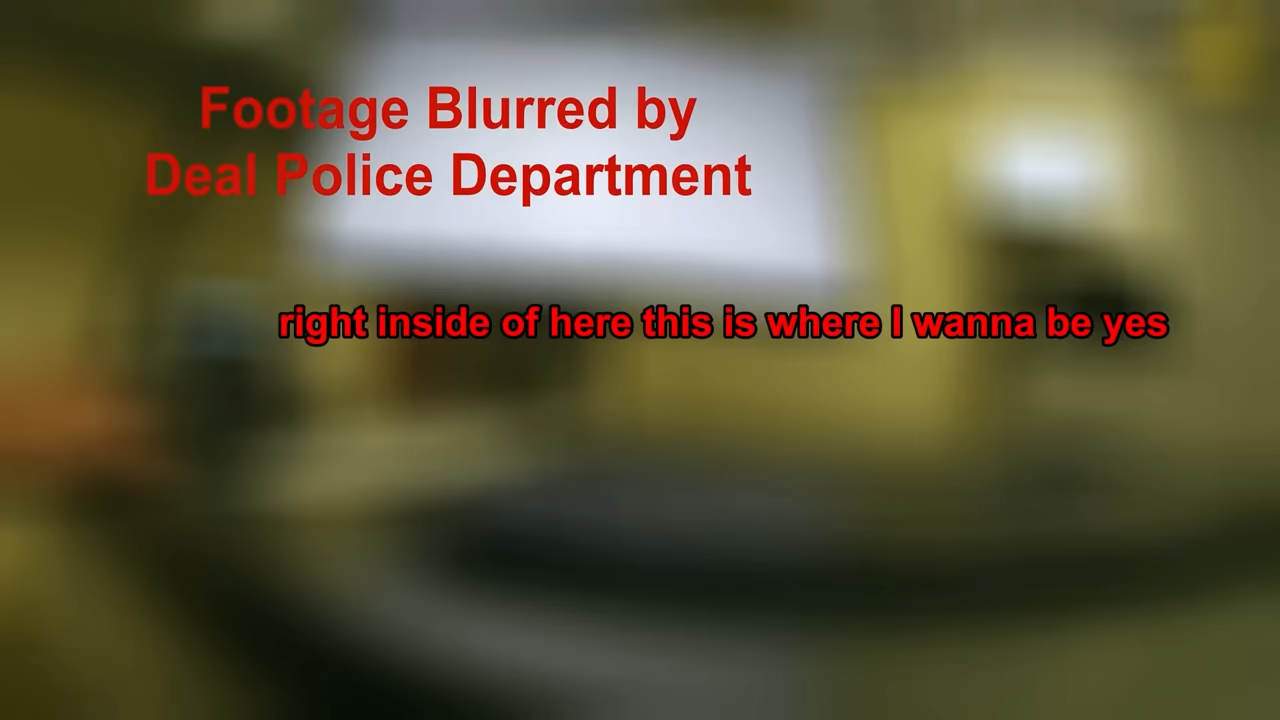 Footage Blurred by
Deal Police Department
right inside of here this is where I wanna be yes